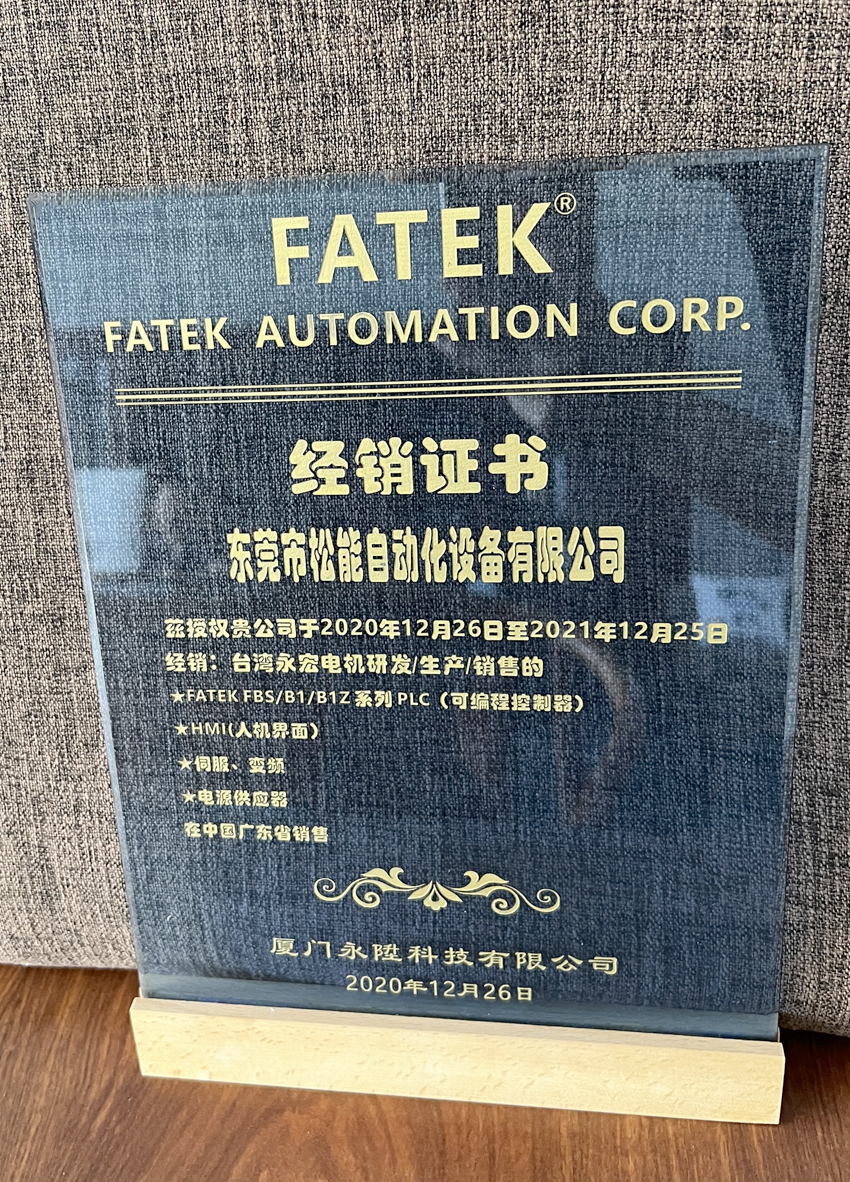 FATEK®
FATEK AUTOMATION CORP.
经销证书
东莞市松能自动化设备有限公司
兹授权贵公司于2020年12月26日至2021年12月25日
经销：台湾永宏电机研发/生产/销售的
★FATEK FBS/B1/B1Z系列PLC（可编程控制器）
★HMI(人机界面）
★伺服、变频
★电源供应器
在中国广东省销售
厦门永陞科技有限公司
2020年12月26日